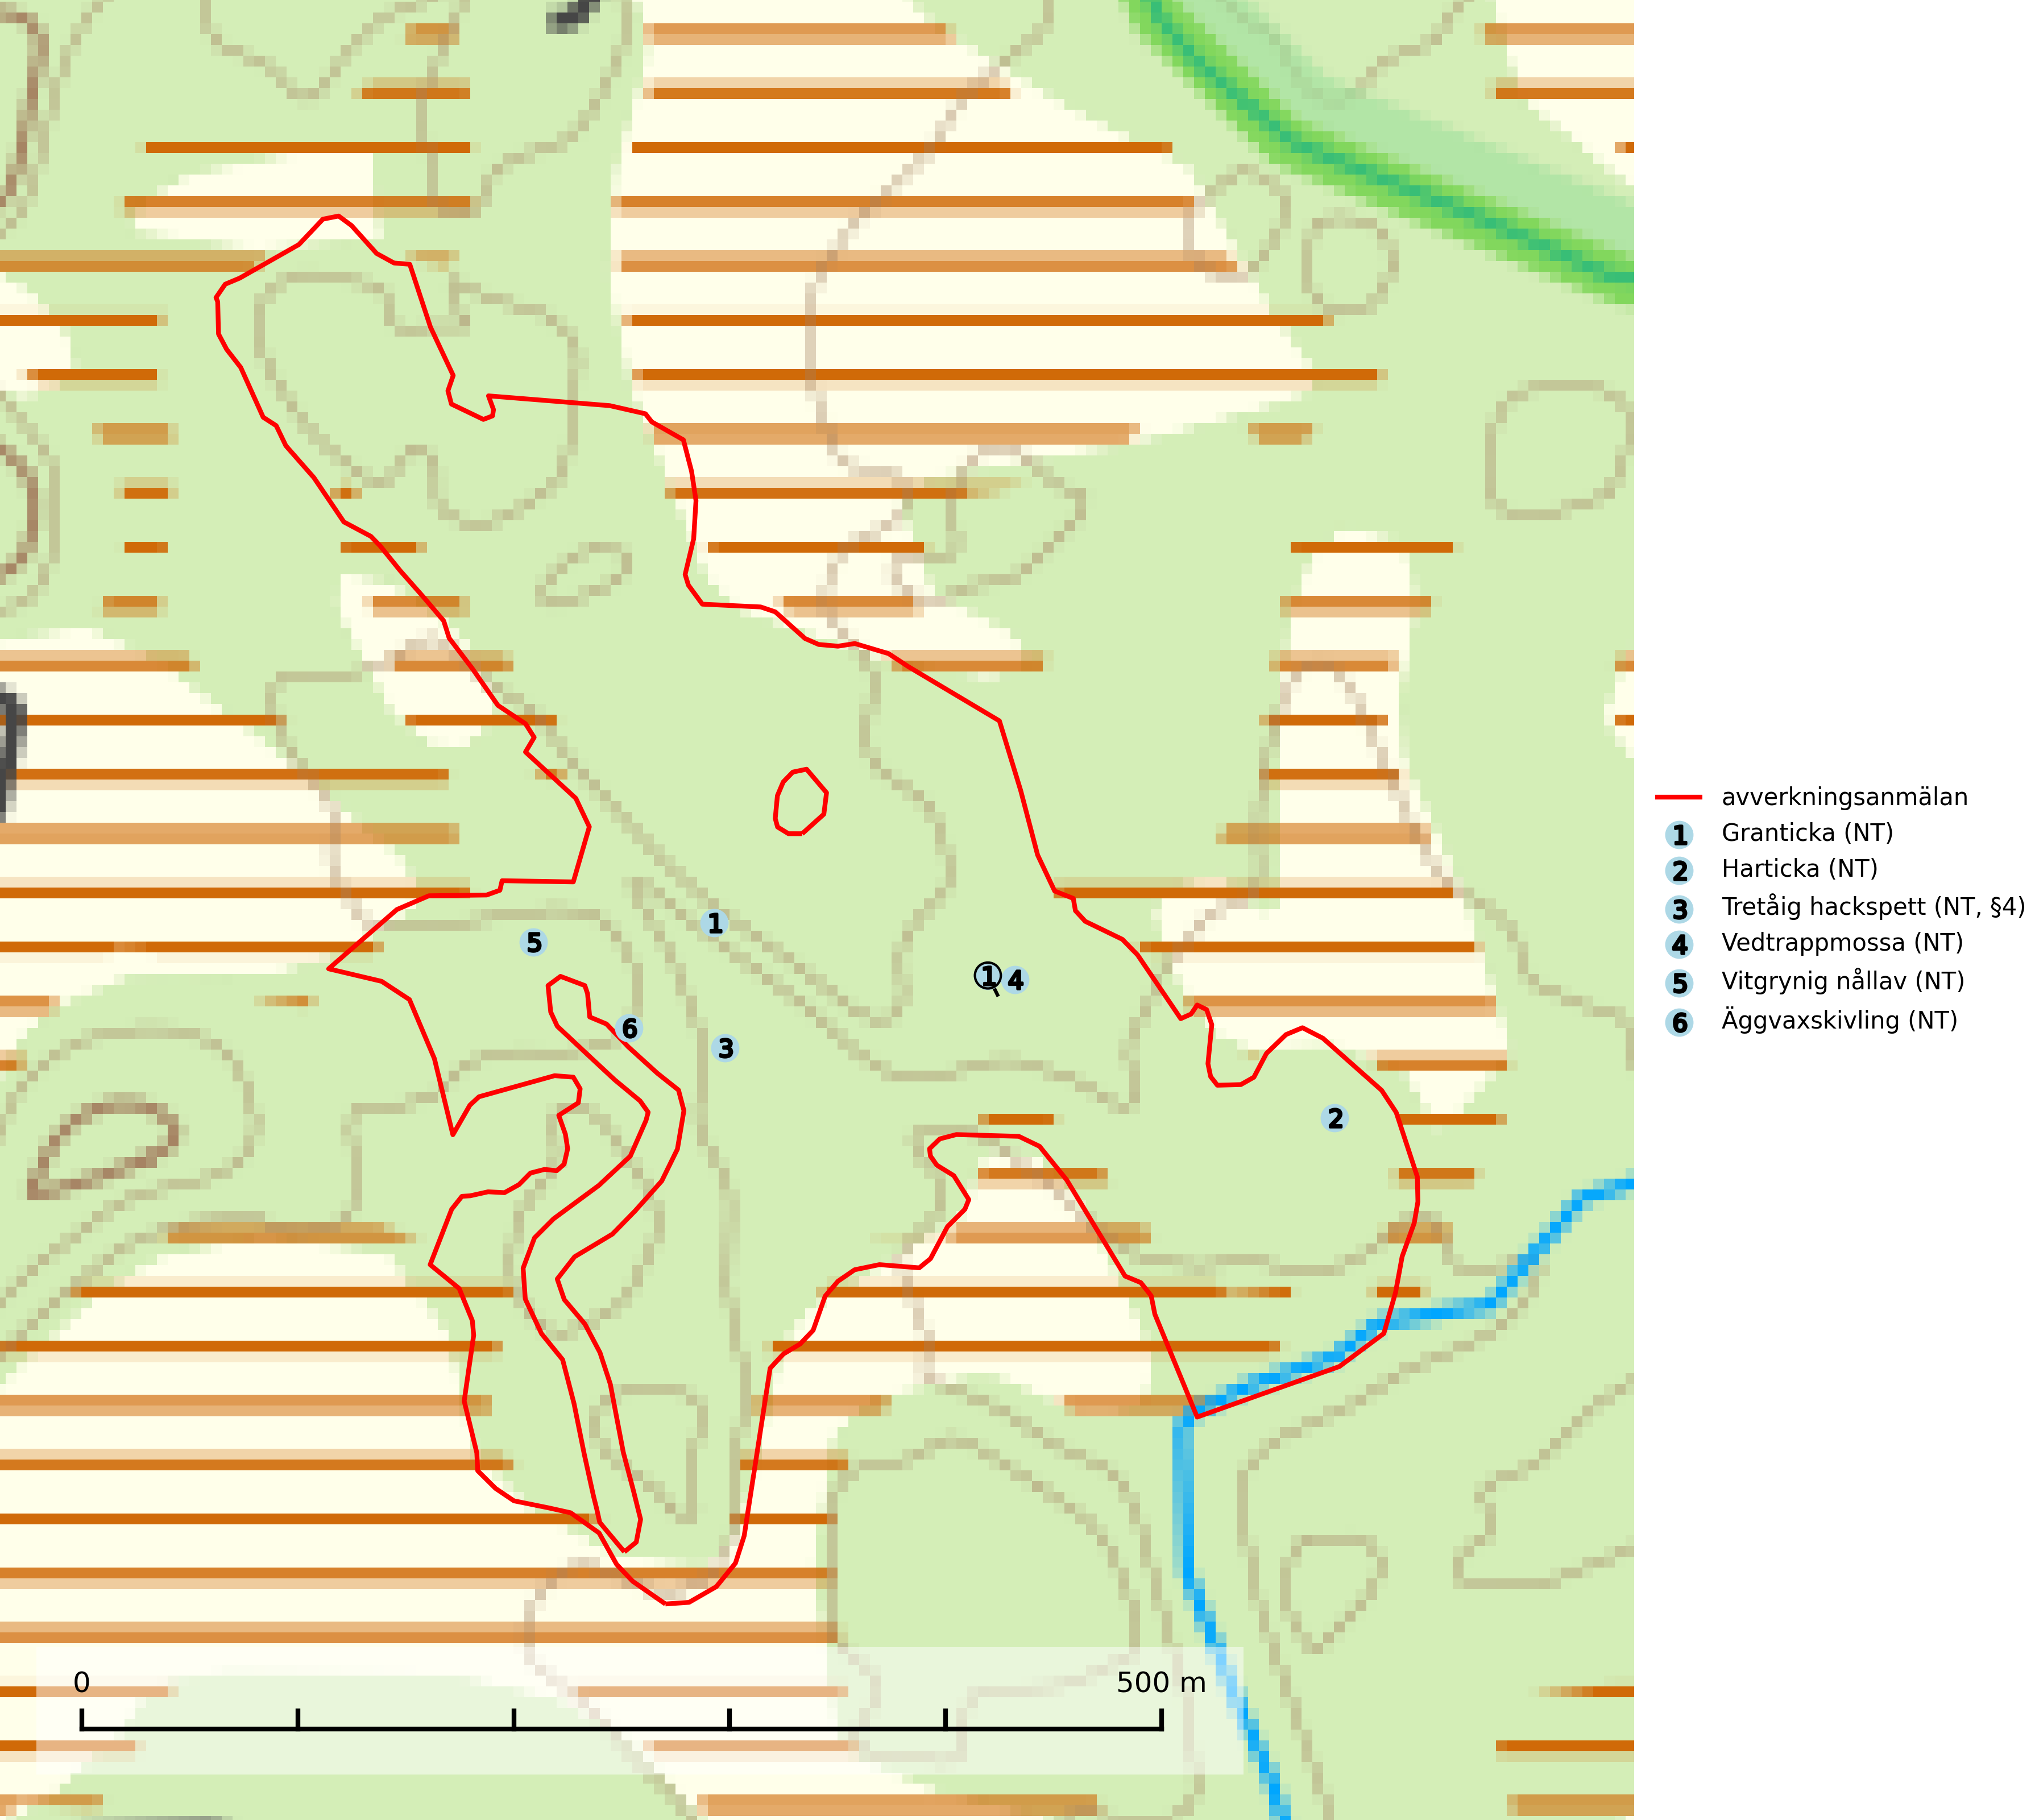 1
5
1 4
6
3
2
0 500 m
avverkningsanmälan
1 Granticka (NT)
2 Harticka (NT)
3 Tretåig hackspett (NT, §4)
4 Vedtrappmossa (NT)
5 Vitgrynig nållav (NT)
6 Äggvaxskivling (NT)